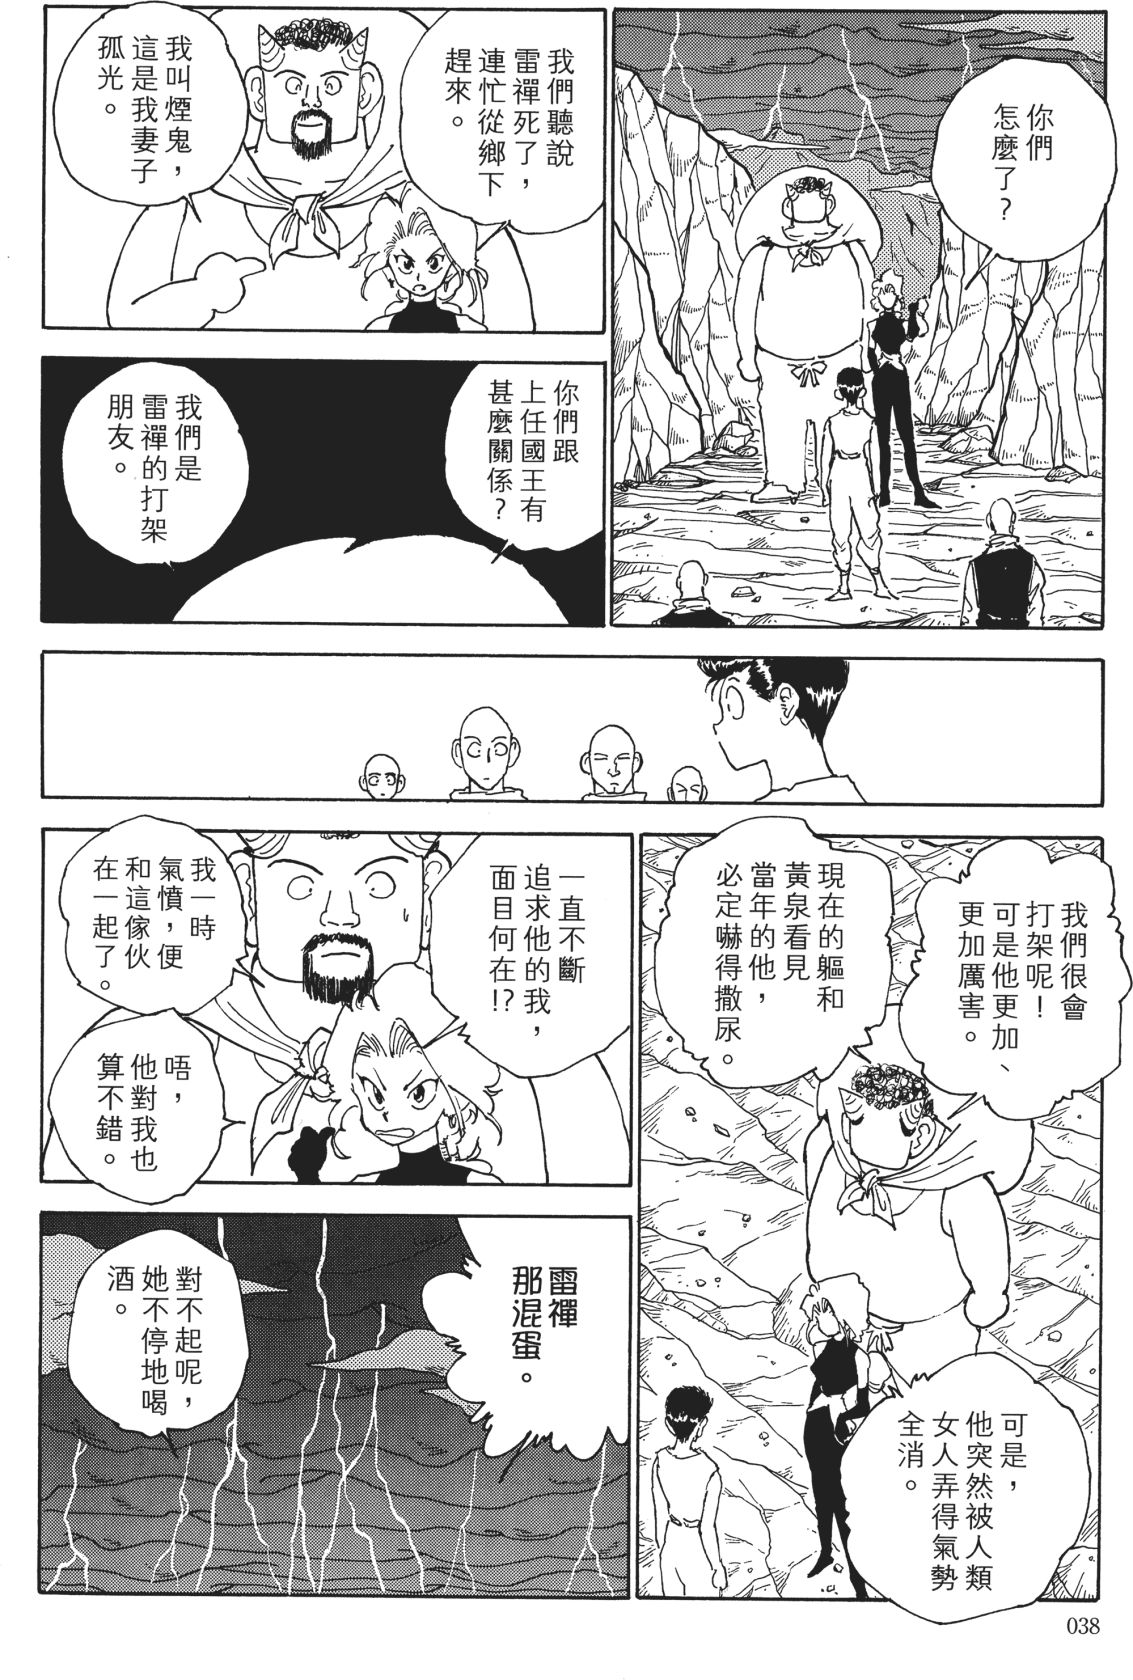 你們
怎麼了？
我們聽說
雷禪死了，
連忙從鄉下
趕來。
我叫煙鬼，
這是我妻子
孤光。
你們跟
上任國王有
甚麼關係？
我們是
雷禪的打架
朋友。
我們很會
打架呢！
可是他更加、
更加厲害。
現在的軀和
黃泉看見
當年的他，
必定嚇得撒尿。
可是，
他突然被人類
女人弄得氣勢
全消。
一直不斷
追求他的我，
面目何在!?
我一時
氣憤，便
和這傢伙
在一起了。
唔，
他對我也
算不錯。
雷禪
那混蛋。
對不起呢，
她不停地喝
酒。
038